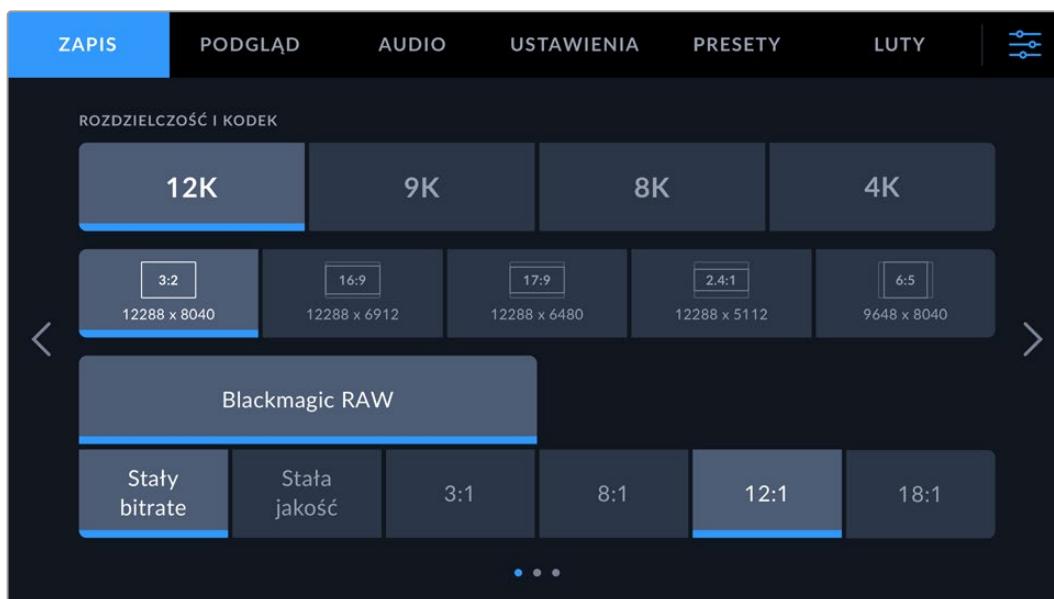 ZAPIS PODGLĄD AUDIO USTAWIENIA PRESETY LUTY
ROZDZIELCZOŚĆ I KODEK
12K 9K 8K 4K
3:2 16:9 17:9 2.4:1 6:5
12288 x 8040 12288 x 6912 12288 x 6480 12288 x 5112 9648 x 8040
Blackmagic RAW
Stały Stała
bitrate jakość 3:1 8:1 12:1 18:1